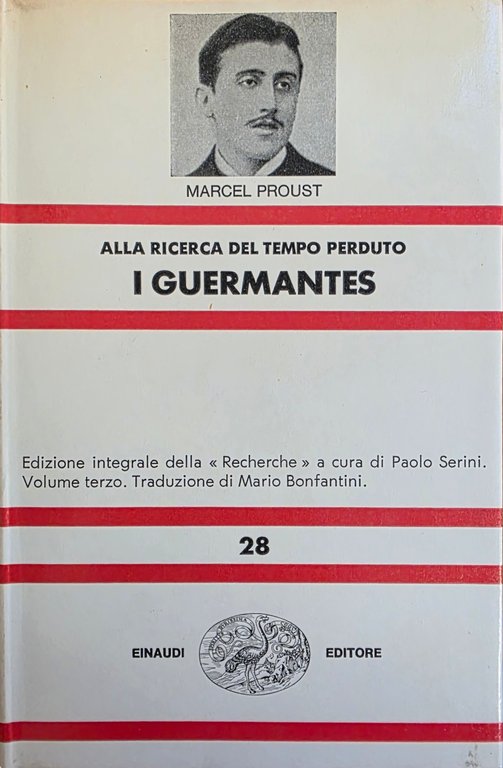 MARCEL PROUST
ALLA RICERCA DEL TEMPO PERDUTO
I GUERMANTES
Edizione integrale della « Recherche » a cura di Paolo Serini.
Volume terzo. Traduzione di Mario Bonfantini.
28
EINAUDI EDITORE